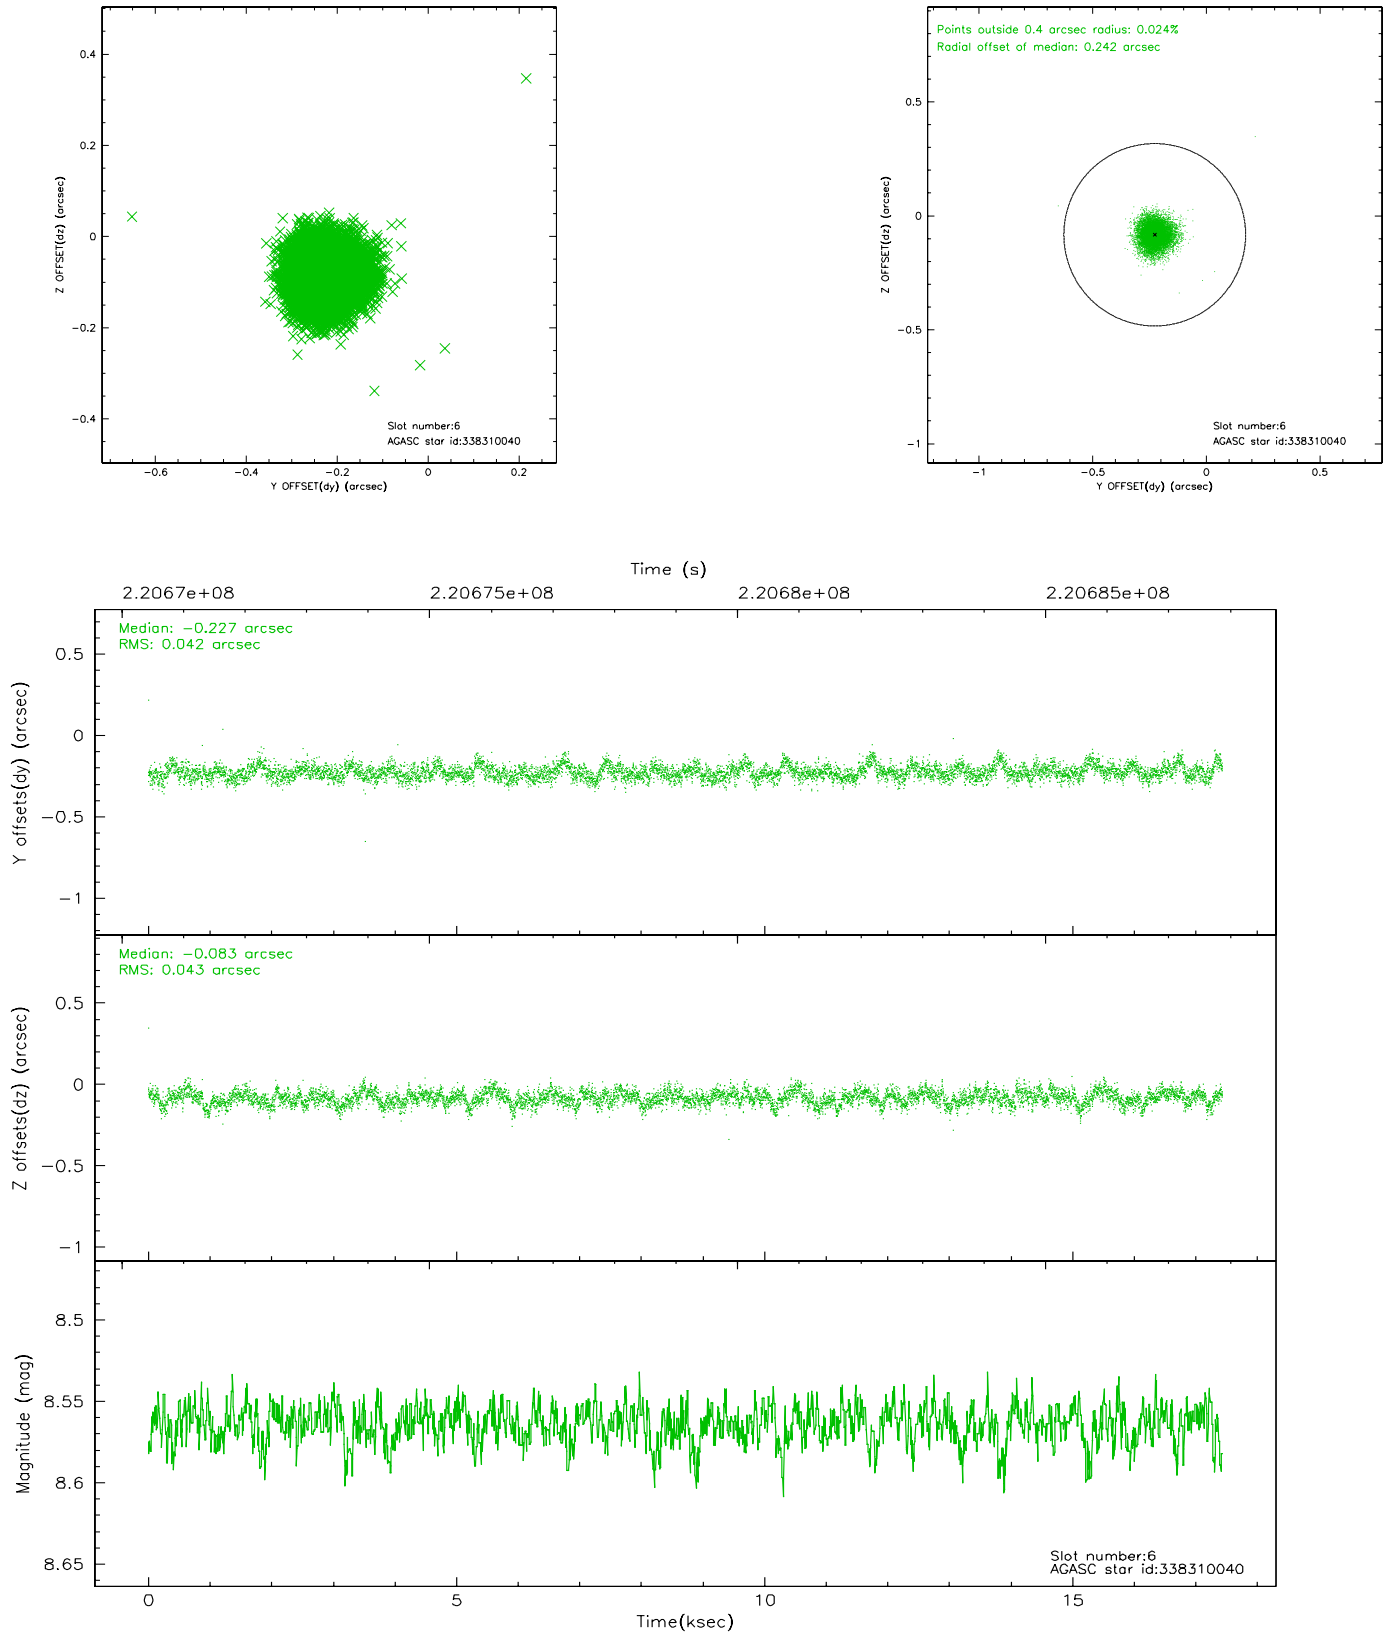 0.4
0.2
0
−0.2
−0.4
Z OFFSET(dz) (arcsec)
Slot number:6
AGASC star id:338310040
−0.6
−0.4
−0.2
0
0.2
Y OFFSET(dy) (arcsec)
Points outside 0.4 arcsec radius: 0.024%
Radial offset of median: 0.242 arcsec
0.5
0
−0.5
−1
Z OFFSET(dz) (arcsec)
Slot number:6
AGASC star id:338310040
−1
−0.5
0
0.5
Y OFFSET(dy) (arcsec)
Time (s)
2.2067e+08
2.20675e+08
2.2068e+08
2.20685e+08
Median: −0.227 arcsec
RMS: 0.042 arcsec
0.5
0
−0.5
−1
Y offsets(dy) (arcsec)
Median: −0.083 arcsec
RMS: 0.043 arcsec
0.5
0
−0.5
−1
Z offsets(dz) (arcsec)
8.5
8.55
8.6
8.65
Magnitude (mag)
Slot number:6
AGASC star id:338310040
0
5
10
15
Time(ksec)